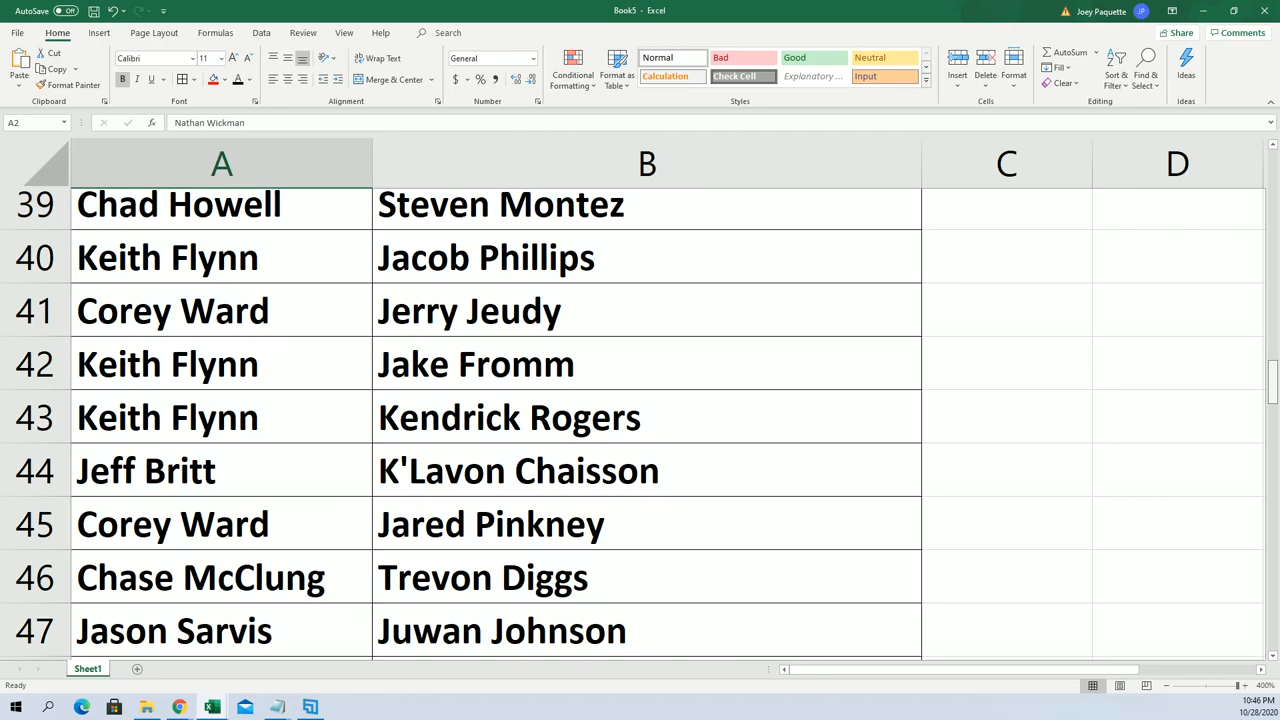 AutoSave Off Book5 - Excel Joey Paquette JP
File Home Insert Page Layout Formulas Data Review View Help Search Share Comments
Paste Cut Copy Format Painter Clipboard
Calibri 11 B I U A A Font
Wrap Text Merge & Center Alignment
General $ % , Number
Conditional Formatting Format as Table
Normal Bad Good Neutral
Calculation Check Cell Explanatory ... Input
Styles
Insert Delete Format Cells
AutoSum Fill Clear Sort & Filter Find & Select Editing
Ideas Ideas
A2 fx Nathan Wickman
A B C D
39 Chad Howell Steven Montez
40 Keith Flynn Jacob Phillips
41 Corey Ward Jerry Jeudy
42 Keith Flynn Jake Fromm
43 Keith Flynn Kendrick Rogers
44 Jeff Britt K'Lavon Chaisson
45 Corey Ward Jared Pinkney
46 Chase McClung Trevon Diggs
47 Jason Sarvis Juwan Johnson
Sheet1
Ready 400%
10:46 PM
10/28/2020